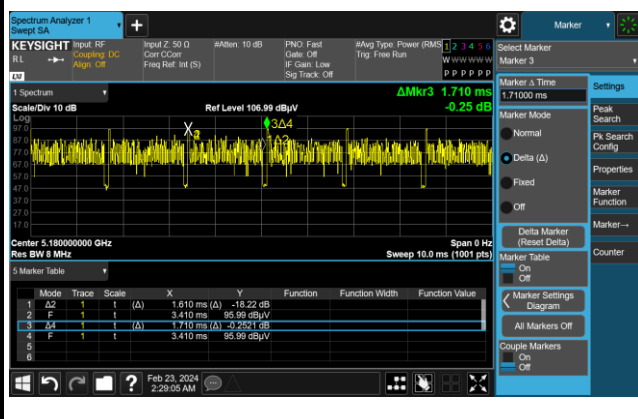 Spectrum Analyzer 1
Swept SA
+
Marker
KEYSIGHT
Input: RF
Input Z: 50 Ω
#Atten: 10 dB
PNO: Fast
#Avg Type: Power (RMS
1 2 3 4 5 6
Select Marker
R L
Coupling: DC
Corr CCorr
Gate: Off
Trig: Free Run
W W W W W W
Marker 3
Align: Off
Freq Ref: Int (S)
IF Gain: Low
P P P P P P
Sig Track: Off
LXI
1 Spectrum
ΔMkr3 1.710 ms
Marker Δ Time
Settings
Scale/Div 10 dB
Ref Level 106.99 dBµV
-0.25 dB
1.71000 ms
Log
Peak Search
97.0
3Δ4
Marker Mode
87.0
Normal
Pk Search Config
77.0
67.0
Delta (Δ)
Properties
57.0
47.0
Fixed
Marker Function
37.0
27.0
Off
17.0
Marker→
Center 5.180000000 GHz
Span 0 Hz
Delta Marker
(Reset Delta)
Res BW 8 MHz
Sweep 10.0 ms (1001 pts)
Marker Table
Counter
5 Marker Table
On
Off
Mode Trace Scale X Y Function Function Width Function Value
1 Δ2 1 t (Δ) 1.610 ms (Δ) -18.22 dB
2 F 1 t 3.410 ms 95.99 dBµV
3 Δ4 1 t (Δ) 1.710 ms (Δ) -0.2521 dB
4 F 1 t 3.410 ms 95.99 dBµV
5
6
Marker Settings
Diagram
All Markers Off
Couple Markers
On
Off
?
Feb 23, 2024
2:29:05 AM